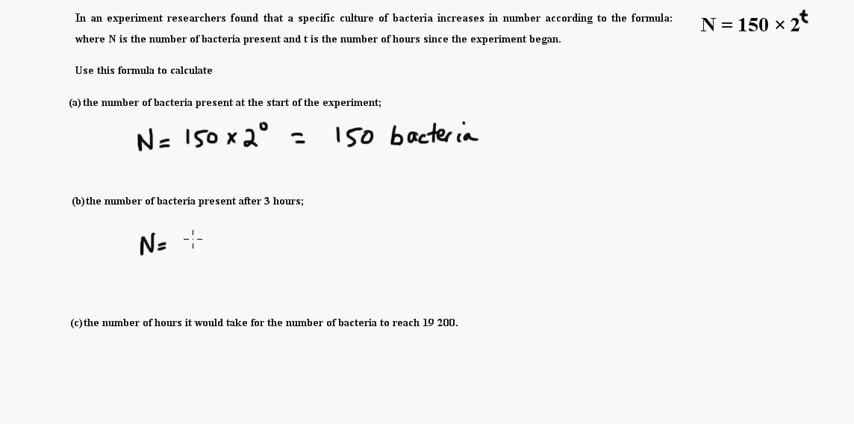 In an experiment researchers found that a specific culture of bacteria increases in number according to the formula: N = 150 × 2^t
where N is the number of bacteria present and t is the number of hours since the experiment began.
Use this formula to calculate
(a) the number of bacteria present at the start of the experiment;
N = 150 × 2^0 = 150 bacteria
(b) the number of bacteria present after 3 hours;
N =
(c) the number of hours it would take for the number of bacteria to reach 19 200.